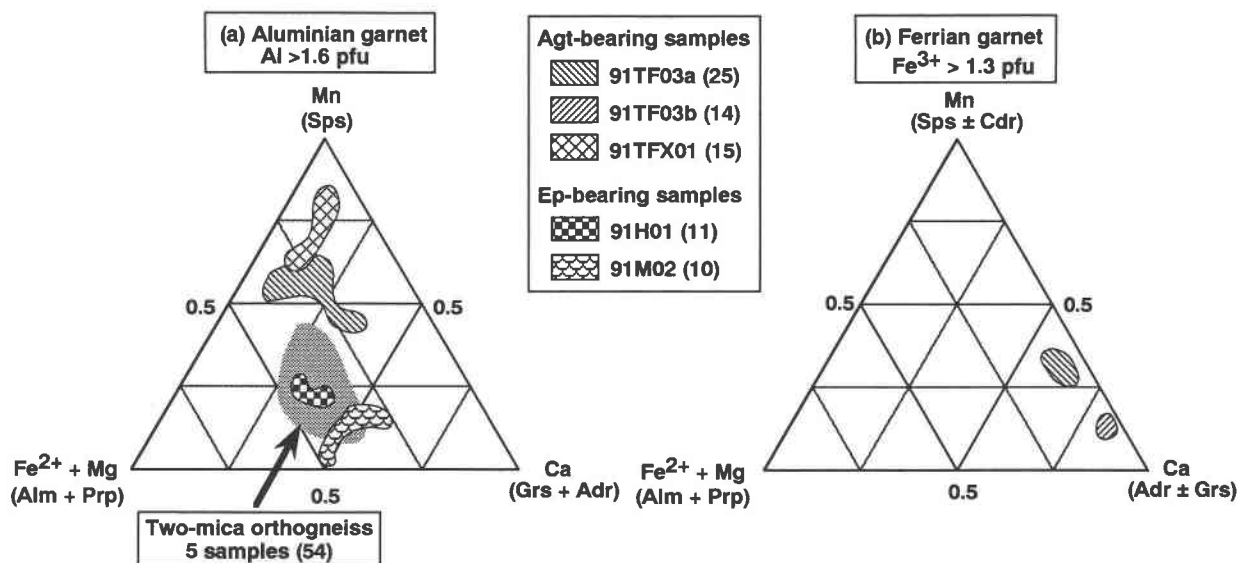 (a) Aluminian garnet
Al >1.6 pfu
Mn
(Sps)
0.5
0.5
Fe2+ + Mg
(Alm + Prp)
0.5
Ca
(Grs + Adr)
Two-mica orthogneiss
5 samples (54)
Agt-bearing samples
91TF03a (25)
91TF03b (14)
91TFX01 (15)
Ep-bearing samples
91H01 (11)
91M02 (10)
(b) Ferrian garnet
Fe3+ > 1.3 pfu
Mn
(Sps ± Cdr)
0.5
0.5
Fe2+ + Mg
(Alm + Prp)
0.5
Ca
(Adr ± Grs)